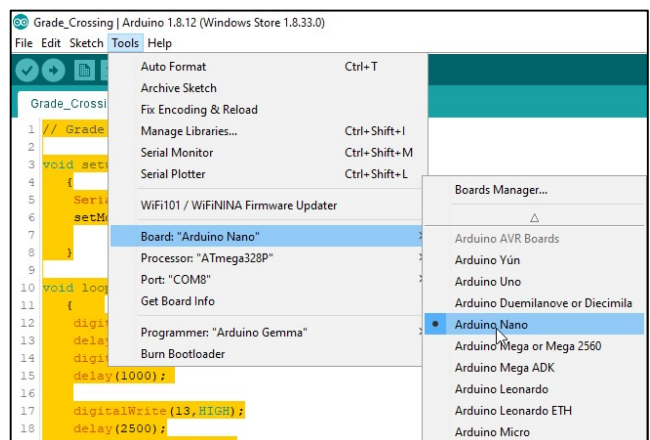 Grade_Crossing | Arduino 1.8.12 (Windows Store 1.8.33.0)
File Edit Sketch Tools Help
Grade_Crossi
Auto Format Ctrl+T
Archive Sketch
Fix Encoding & Reload
Manage Libraries... Ctrl+Shift+I
Serial Monitor Ctrl+Shift+M
Serial Plotter Ctrl+Shift+L
WiFi101 / WiFiNINA Firmware Updater
Board: "Arduino Nano"
Processor: "ATmega328P"
Port: "COM8"
Get Board Info
Programmer: "Arduino Gemma"
Burn Bootloader
Boards Manager...
Arduino AVR Boards
Arduino Yún
Arduino Uno
Arduino Duemilanove or Diecimila
Arduino Nano
Arduino Mega or Mega 2560
Arduino Mega ADK
Arduino Leonardo
Arduino Leonardo ETH
Arduino Micro
1 // Grade
2
3 void setu
4 {
5 Seria
6 setMo
7
8 }
9
10 void loop
11 {
12 digit
13 delay
14 digit
15 delay(1000);
16
17 digitalWrite(13,HIGH);
18 delay(2500);